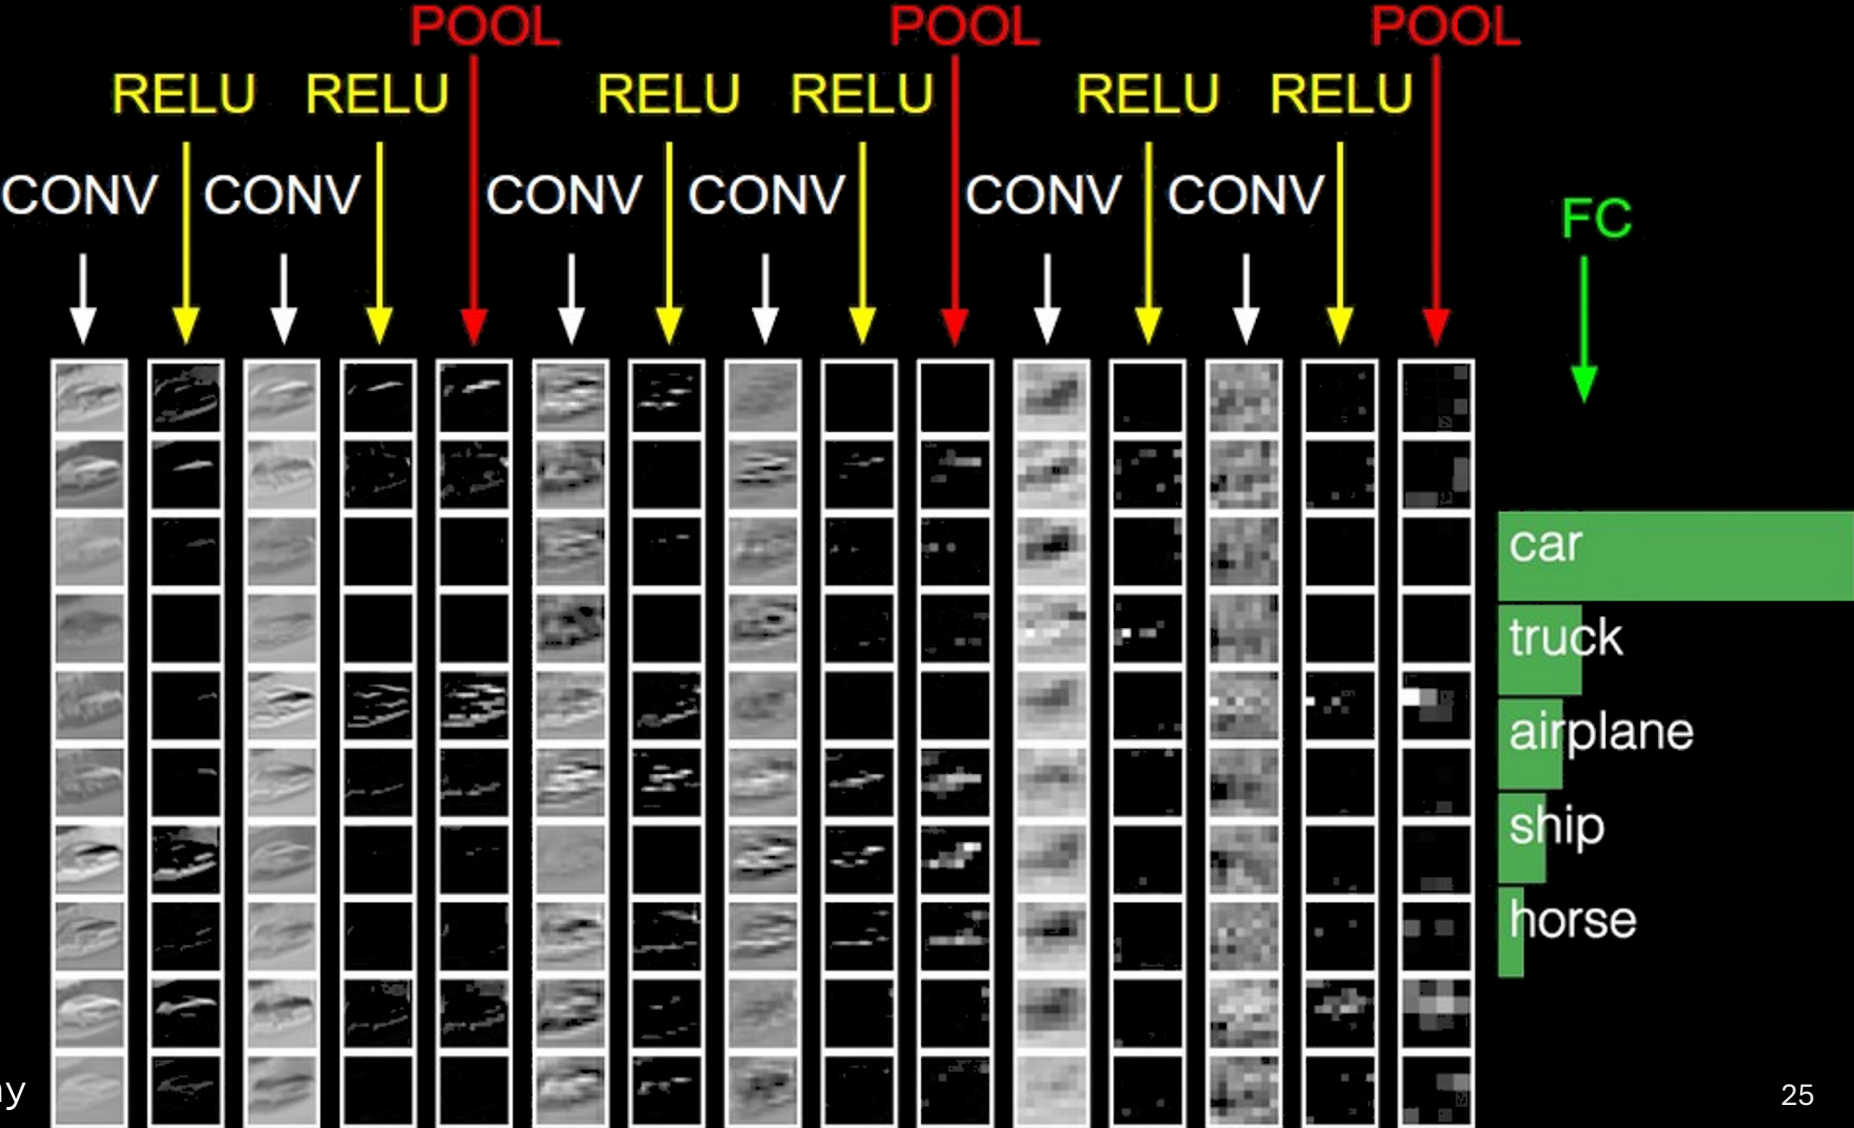 POOL POOL POOL
RELU RELU RELU RELU RELU RELU
CONV CONV CONV CONV CONV CONV
FC
car
truck
airplane
ship
horse
25